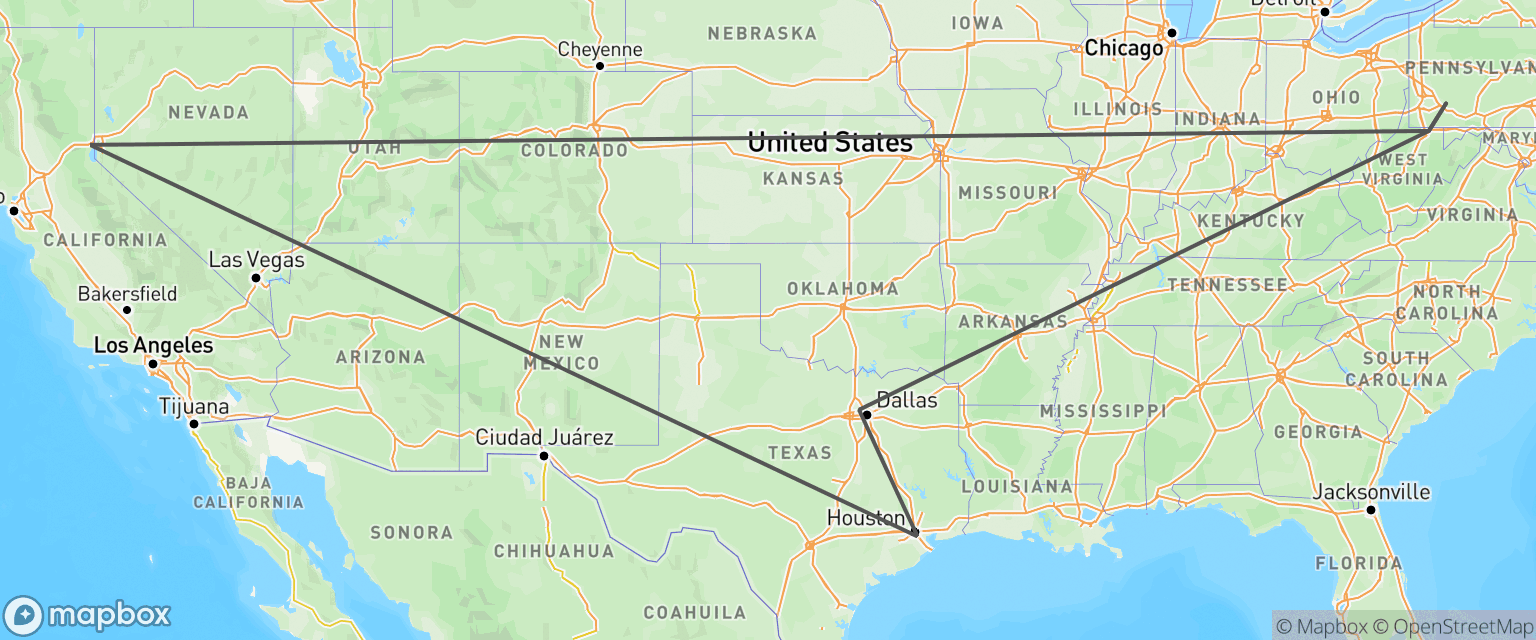 Detroit
Cheyenne
NEBRASKA
IOWA
Chicago
PENNSYLVAN
NEVADA
ILLINOIS
OHIO
INDIANA
UTAH
COLORADO
United States
MARY
KANSAS
WEST
VIRGINIA
MISSOURI
VIRGINIA
KENTUCKY
CALIFORNIA
Las Vegas
Bakersfield
OKLAHOMA
TENNESSEE
NORTH
CAROLINA
Los Angeles
ARIZONA
NEW
MEXICO
ARKANSAS
SOUTH
CAROLINA
Tijuana
Dallas
MISSISSIPPI
Ciudad Juárez
TEXAS
GEORGIA
BAJA
CALIFORNIA
LOUISIANA
Jacksonville
SONORA
CHIHUAHUA
Houston
FLORIDA
COAHUILA
mapbox
© Mapbox © OpenStreetMap